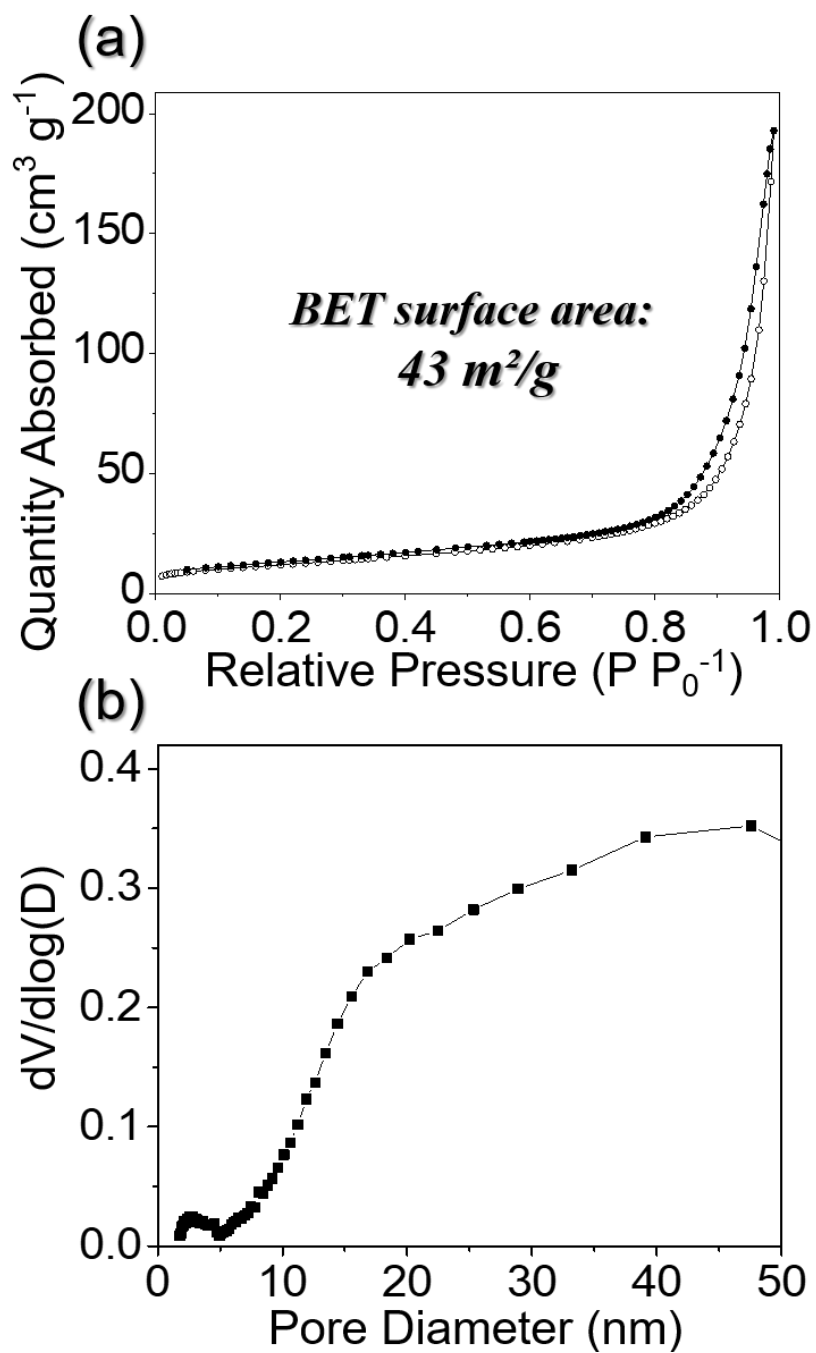 (a)
Quantity Absorbed (cm³ g⁻¹)
200
150
100
50
0
BET surface area:
43 m²/g
0.0 0.2 0.4 0.6 0.8 1.0
Relative Pressure (P P₀⁻¹)
(b)
dV/dlog(D)
0.4
0.3
0.2
0.1
0.0
0 10 20 30 40 50
Pore Diameter (nm)